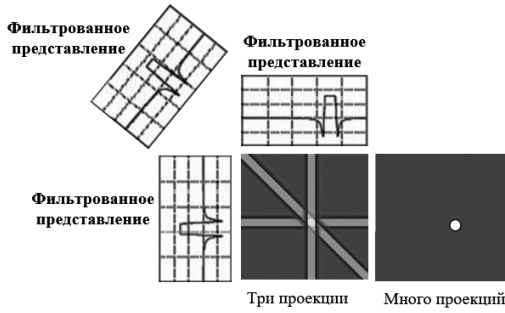 Фильтрованное
представление
Фильтрованное
представление
Фильтрованное
представление
Три проекции
Много проекций